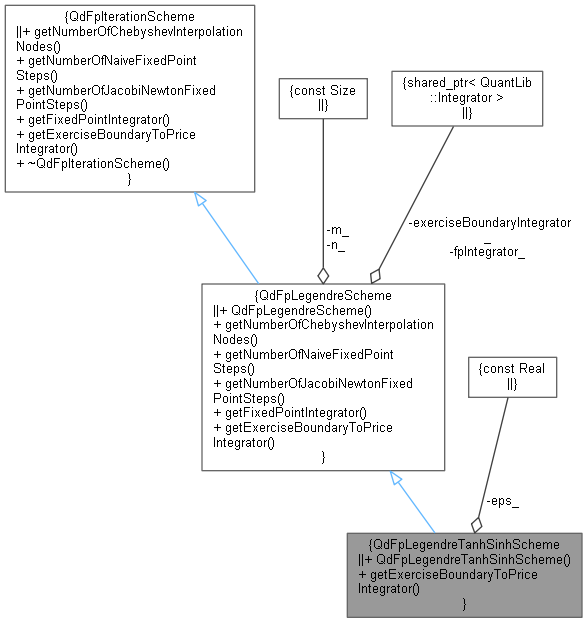 {QdFpIterationScheme
||+ getNumberOfChebyshevInterpolation
Nodes()
+ getNumberOfNaiveFixedPoint
Steps()
+ getNumberOfJacobiNewtonFixed
PointSteps()
+ getFixedPointIntegrator()
+ getExerciseBoundaryToPrice
Integrator()
+ ~QdFpIterationScheme()
}
{const Size
||}
{shared_ptr< QuantLib
::Integrator >
||}
-m_
-n_
-exerciseBoundaryIntegrator
_
-fpIntegrator_
{QdFpLegendreScheme
||+ QdFpLegendreScheme()
+ getNumberOfChebyshevInterpolation
Nodes()
+ getNumberOfNaiveFixedPoint
Steps()
+ getNumberOfJacobiNewtonFixed
PointSteps()
+ getFixedPointIntegrator()
+ getExerciseBoundaryToPrice
Integrator()
}
{const Real
||}
-eps_
{QdFpLegendreTanhSinhScheme
||+ QdFpLegendreTanhSinhScheme()
+ getExerciseBoundaryToPrice
Integrator()
}